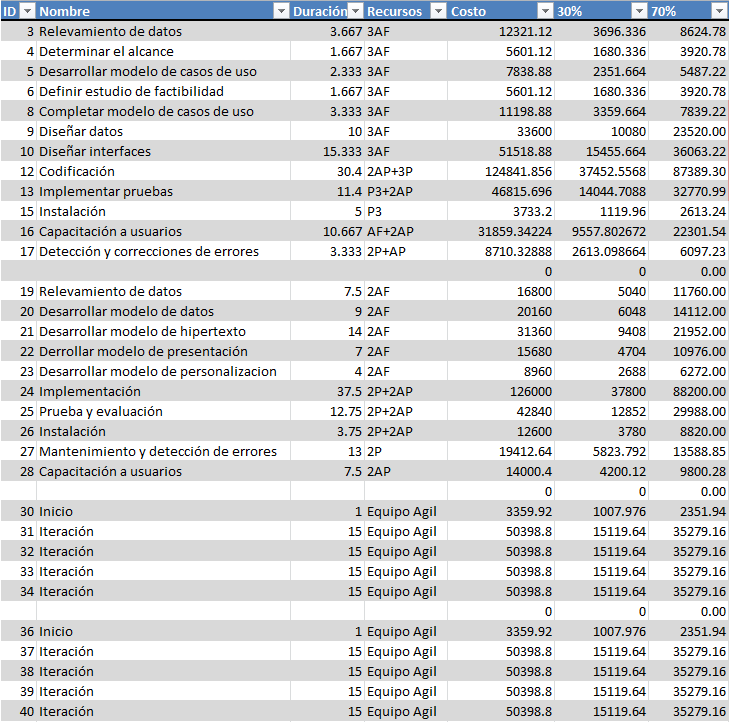 ID Nombre Duración Recursos Costo 30% 70%
3 Relevamiento de datos 3.667 3AF 12321.12 3696.336 8624.78
4 Determinar el alcance 1.667 3AF 5601.12 1680.336 3920.78
5 Desarrollar modelo de casos de uso 2.333 3AF 7838.88 2351.664 5487.22
6 Definir estudio de factibilidad 1.667 3AF 5601.12 1680.336 3920.78
8 Completar modelo de casos de uso 3.333 3AF 11198.88 3359.664 7839.22
9 Diseñar datos 10 3AF 33600 10080 23520.00
10 Diseñar interfaces 15.333 3AF 51518.88 15455.664 36063.22
12 Codificación 30.4 2AP+3P 124841.856 37452.5568 87389.30
13 Implementar pruebas 11.4 P3+2AP 46815.696 14044.7088 32770.99
15 Instalación 5 P3 3733.2 1119.96 2613.24
16 Capacitación a usuarios 10.667 AF+2AP 31859.34224 9557.802672 22301.54
17 Detección y correcciones de errores 3.333 2P+AP 8710.32888 2613.098664 6097.23
0 0 0.00
19 Relevamiento de datos 7.5 2AF 16800 5040 11760.00
20 Desarrollar modelo de datos 9 2AF 20160 6048 14112.00
21 Desarrollar modelo de hipertexto 14 2AF 31360 9408 21952.00
22 Derrollar modelo de presentación 7 2AF 15680 4704 10976.00
23 Desarrollar modelo de personalizacion 4 2AF 8960 2688 6272.00
24 Implementación 37.5 2P+2AP 126000 37800 88200.00
25 Prueba y evaluación 12.75 2P+2AP 42840 12852 29988.00
26 Instalación 3.75 2P+2AP 12600 3780 8820.00
27 Mantenimiento y detección de errores 13 2P 19412.64 5823.792 13588.85
28 Capacitación a usuarios 7.5 2AP 14000.4 4200.12 9800.28
0 0 0.00
30 Inicio 1 Equipo Agil 3359.92 1007.976 2351.94
31 Iteración 15 Equipo Agil 50398.8 15119.64 35279.16
32 Iteración 15 Equipo Agil 50398.8 15119.64 35279.16
33 Iteración 15 Equipo Agil 50398.8 15119.64 35279.16
34 Iteración 15 Equipo Agil 50398.8 15119.64 35279.16
0 0 0.00
36 Inicio 1 Equipo Agil 3359.92 1007.976 2351.94
37 Iteración 15 Equipo Agil 50398.8 15119.64 35279.16
38 Iteración 15 Equipo Agil 50398.8 15119.64 35279.16
39 Iteración 15 Equipo Agil 50398.8 15119.64 35279.16
40 Iteración 15 Equipo Agil 50398.8 15119.64 35279.16